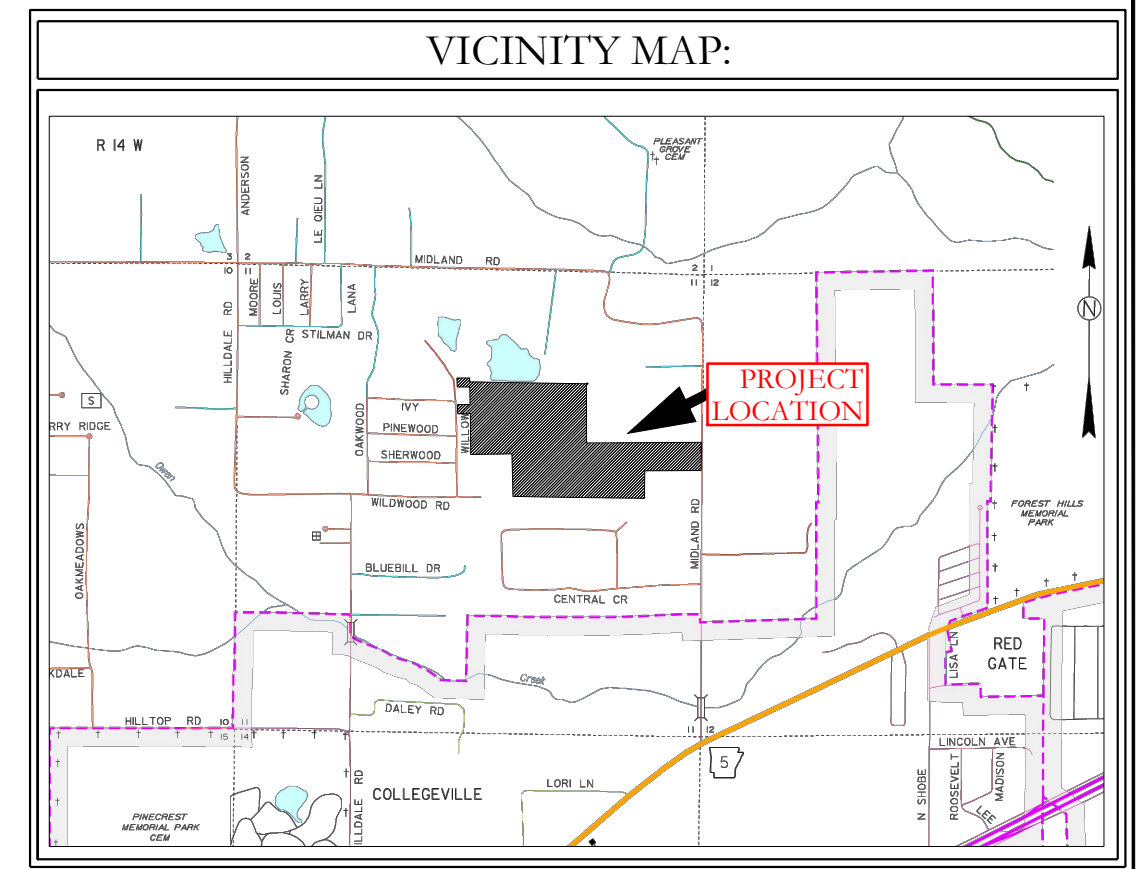 VICINITY MAP:
R 14 W
ANDERSON
LE OIEU LN
PLEASANT
GROVE
CEM
3 2
10 11
MIDLAND RD
2 1
11 12
HILLDALE RD
MOORE
LOUIS
LARRY
LANA
STILMAN DR
SHARON CR
N
PROJECT
LOCATION
S
RRY RIDGE
OAKWOOD
IVY
PINEWOOD
SHERWOOD
WILLOW
WILDWOOD RD
Owen
OAKMEADOWS
MIDLAND RD
FOREST HILLS
MEMORIAL
PARK
BLUEBILL DR
CENTRAL CR
LISA LN
RED
GATE
KDALE
Creek
DALEY RD
HILLTOP RD
10 11
15 14
11 12
5
LINCOLN AVE
N SHOBE
ROOSEVELT
MADISON
LEE
LORI LN
COLLEGEVILLE
ILLDALE RD
PINECREST
MEMORIAL PARK
CEM